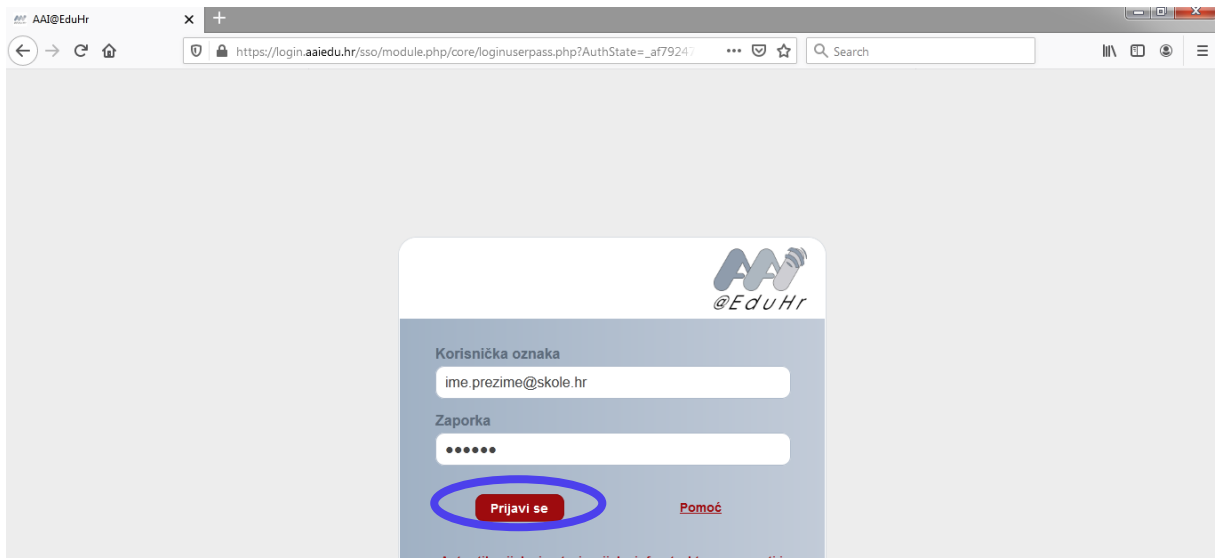 AAI@EduHr
https://login.aaiedu.hr/sso/module.php/core/loginuserpass.php?AuthState=_af79247
Search
AAI
@EduHr
Korisnička oznaka
ime.prezime@skole.hr
Zaporka
Prijavi se
Pomoć